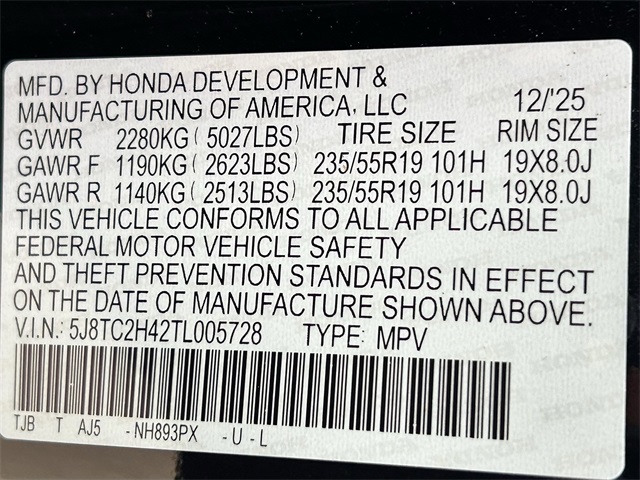 MFD. BY HONDA DEVELOPMENT &
MANUFACTURING OF AMERICA, LLC 12/'25
GVWR 2280KG ( 5027LBS) TIRE SIZE RIM SIZE
GAWR F 1190KG ( 2623LBS) 235/55R19 101H 19X8.0J
GAWR R 1140KG ( 2513LBS) 235/55R19 101H 19X8.0J
THIS VEHICLE CONFORMS TO ALL APPLICABLE
FEDERAL MOTOR VEHICLE SAFETY
AND THEFT PREVENTION STANDARDS IN EFFECT
ON THE DATE OF MANUFACTURE SHOWN ABOVE.
V.I.N.: 5J8TC2H42TL005728 TYPE: MPV
TJB T AJ5 - NH893PX - U - L